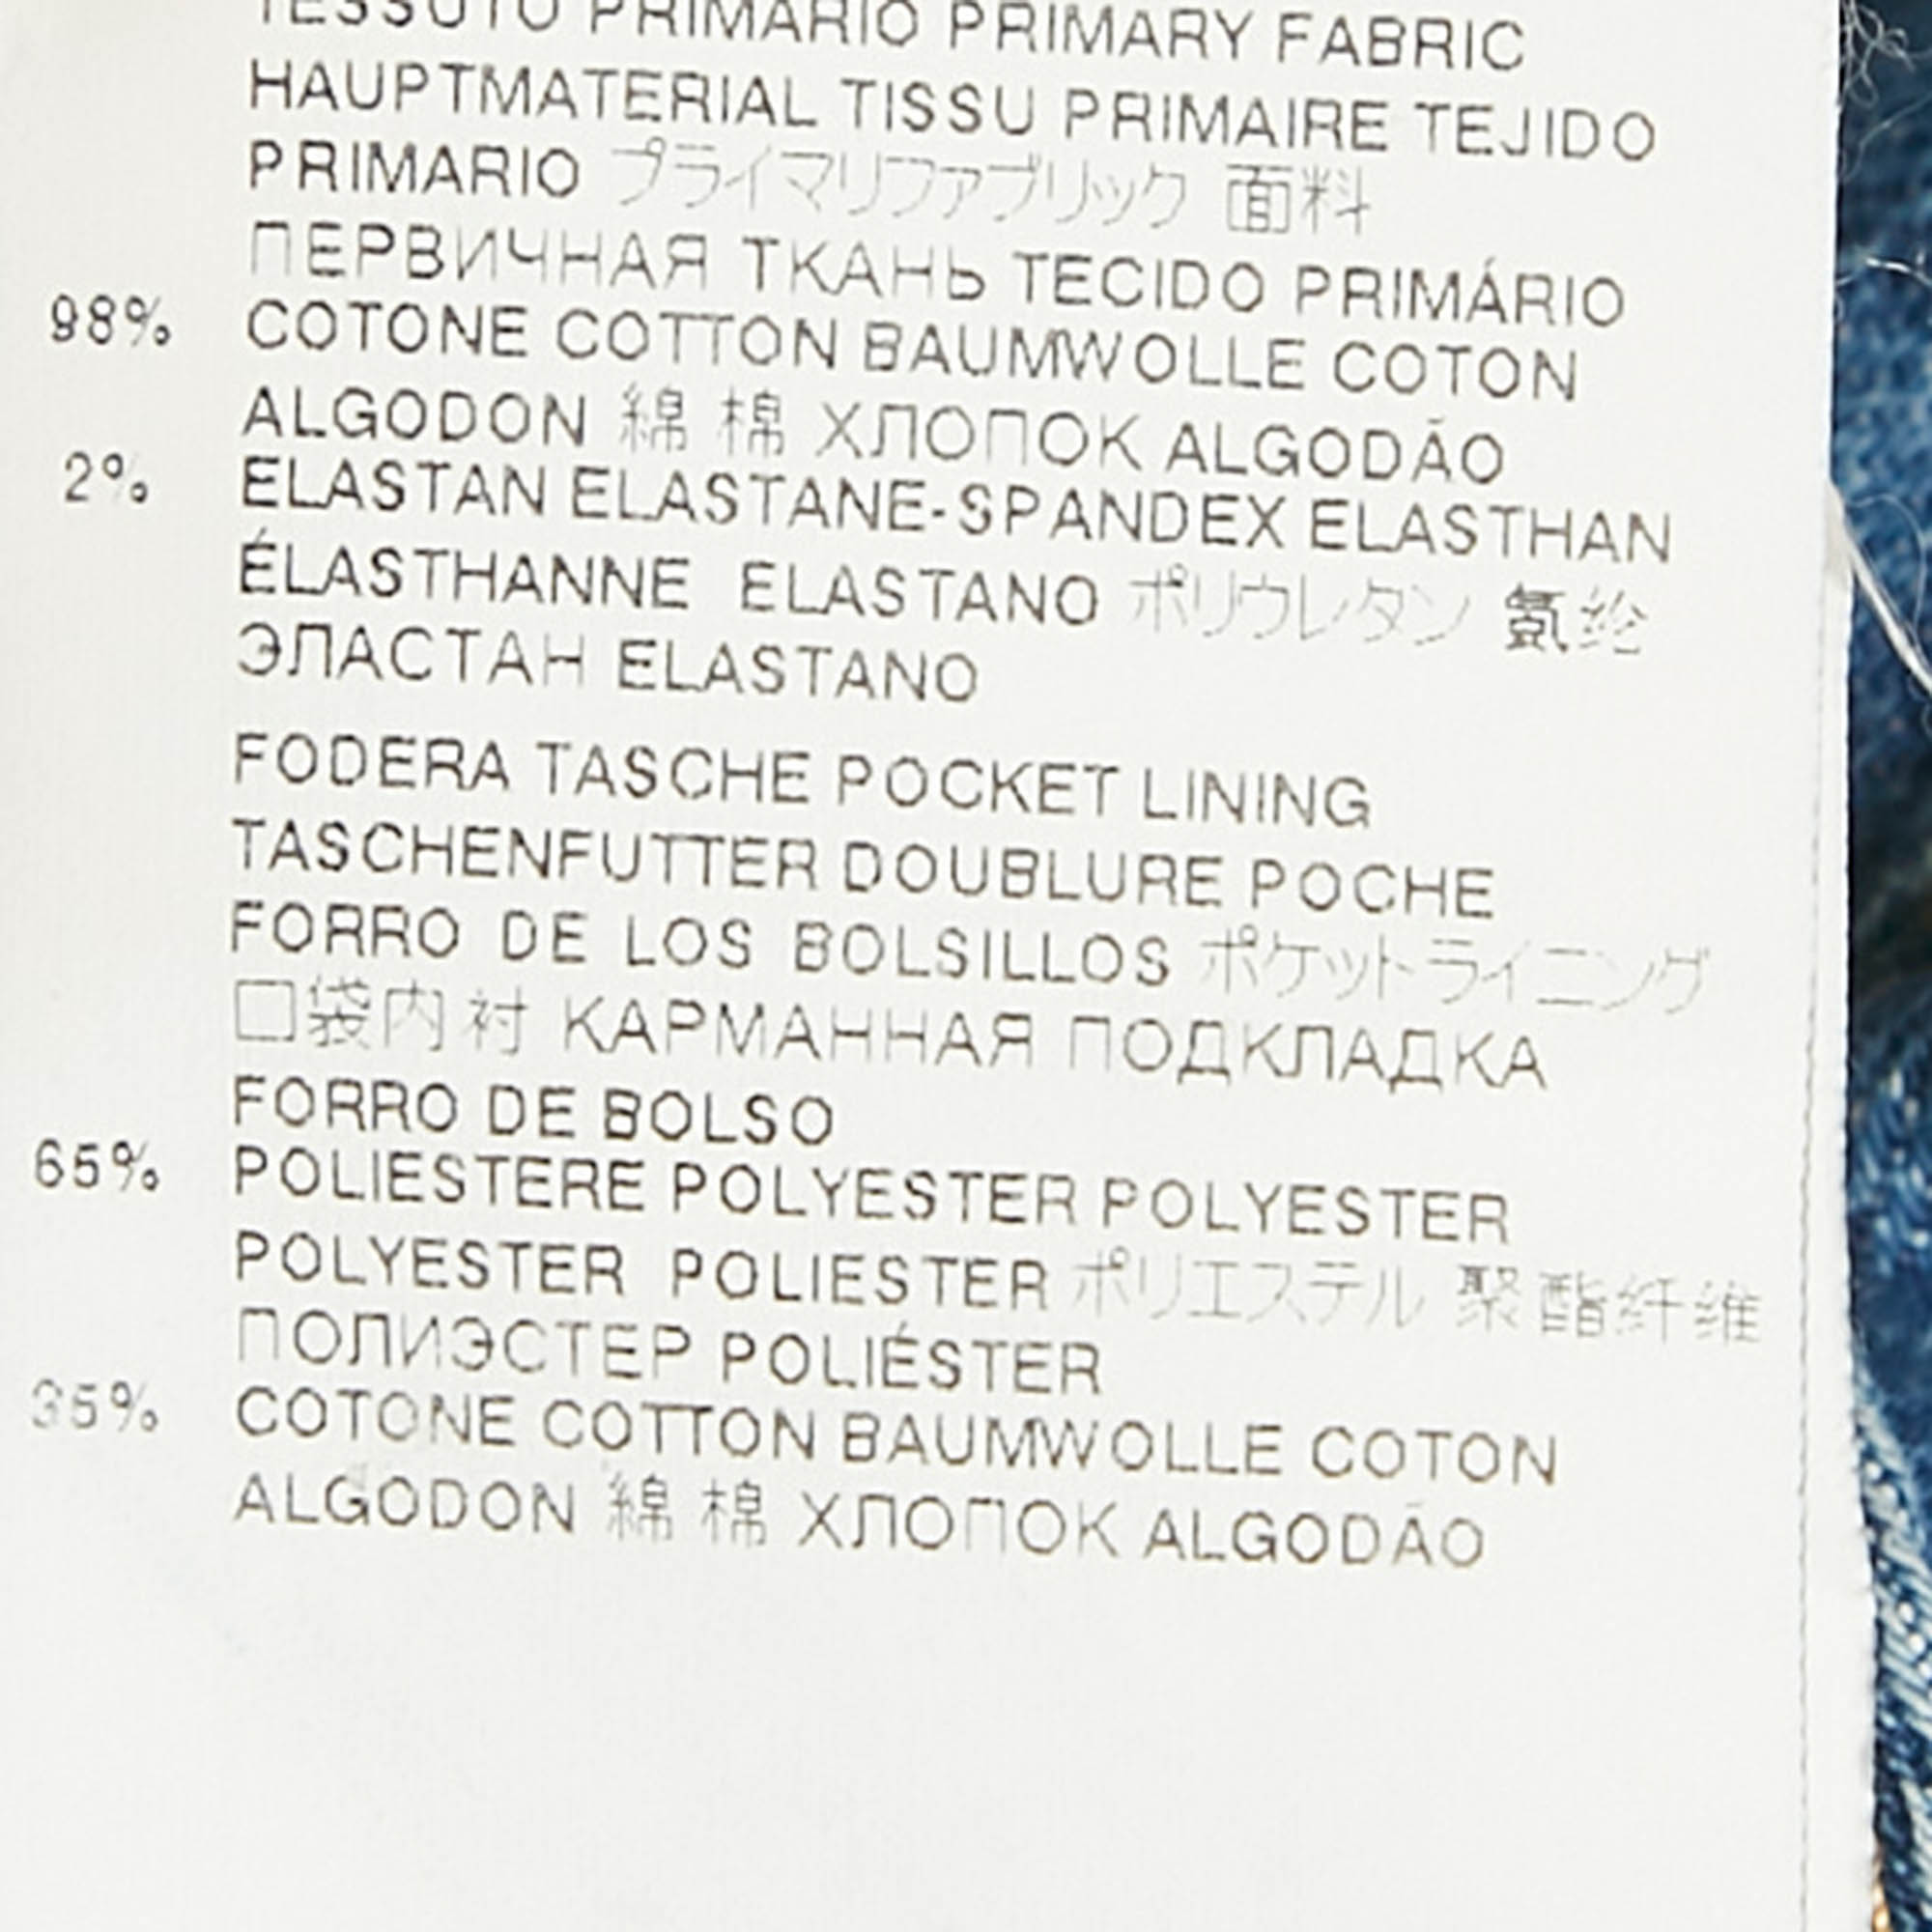 TESSUTO PRIMARIO PRIMARY FABRIC
HAUPTMATERIAL TISSU PRIMAIRE TEJIDO
PRIMARIO プライマリファブリック 面料
ПЕРВИЧНАЯ ТКАНЬ TECIDO PRIMÁRIO
98% COTONE COTTON BAUMWOLLE COTON
ALGODON 綿 棉 ХЛОПОК ALGODÃO
2% ELASTAN ELASTANE-SPANDEX ELASTHAN
ÉLASTHANNE ELASTANO ポリウレタン 氨纶
ЭЛАСТАН ELASTANO
FODERA TASCHE POCKET LINING
TASCHENFUTTER DOUBLURE POCHE
FORRO DE LOS BOLSILLOS ポケットライニング
口袋内衬 КАРМАННАЯ ПОДКЛАДКА
FORRO DE BOLSO
65% POLIESTERE POLYESTER POLYESTER
POLYESTER POLIESTER ポリエステル 聚酯纤维
ПОЛИЭСТЕР POLIÉSTER
35% COTONE COTTON BAUMWOLLE COTON
ALGODON 綿 棉 ХЛОПОК ALGODÃO